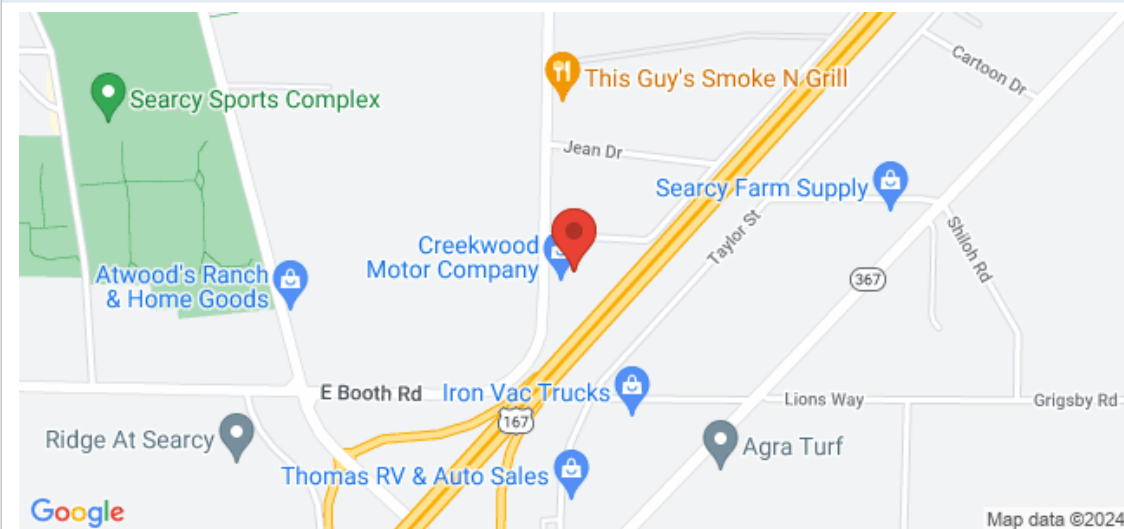 Cartoon Dr
This Guy's Smoke N Grill
Searcy Sports Complex
Jean Dr
Searcy Farm Supply
Taylor St
Shiloh Rd
Creekwood
Motor Company
Atwood's Ranch
& Home Goods
367
E Booth Rd
Iron Vac Trucks
Lions Way
Grigsby Rd
167
Ridge At Searcy
Agra Turf
Thomas RV & Auto Sales
Google
Map data ©2024